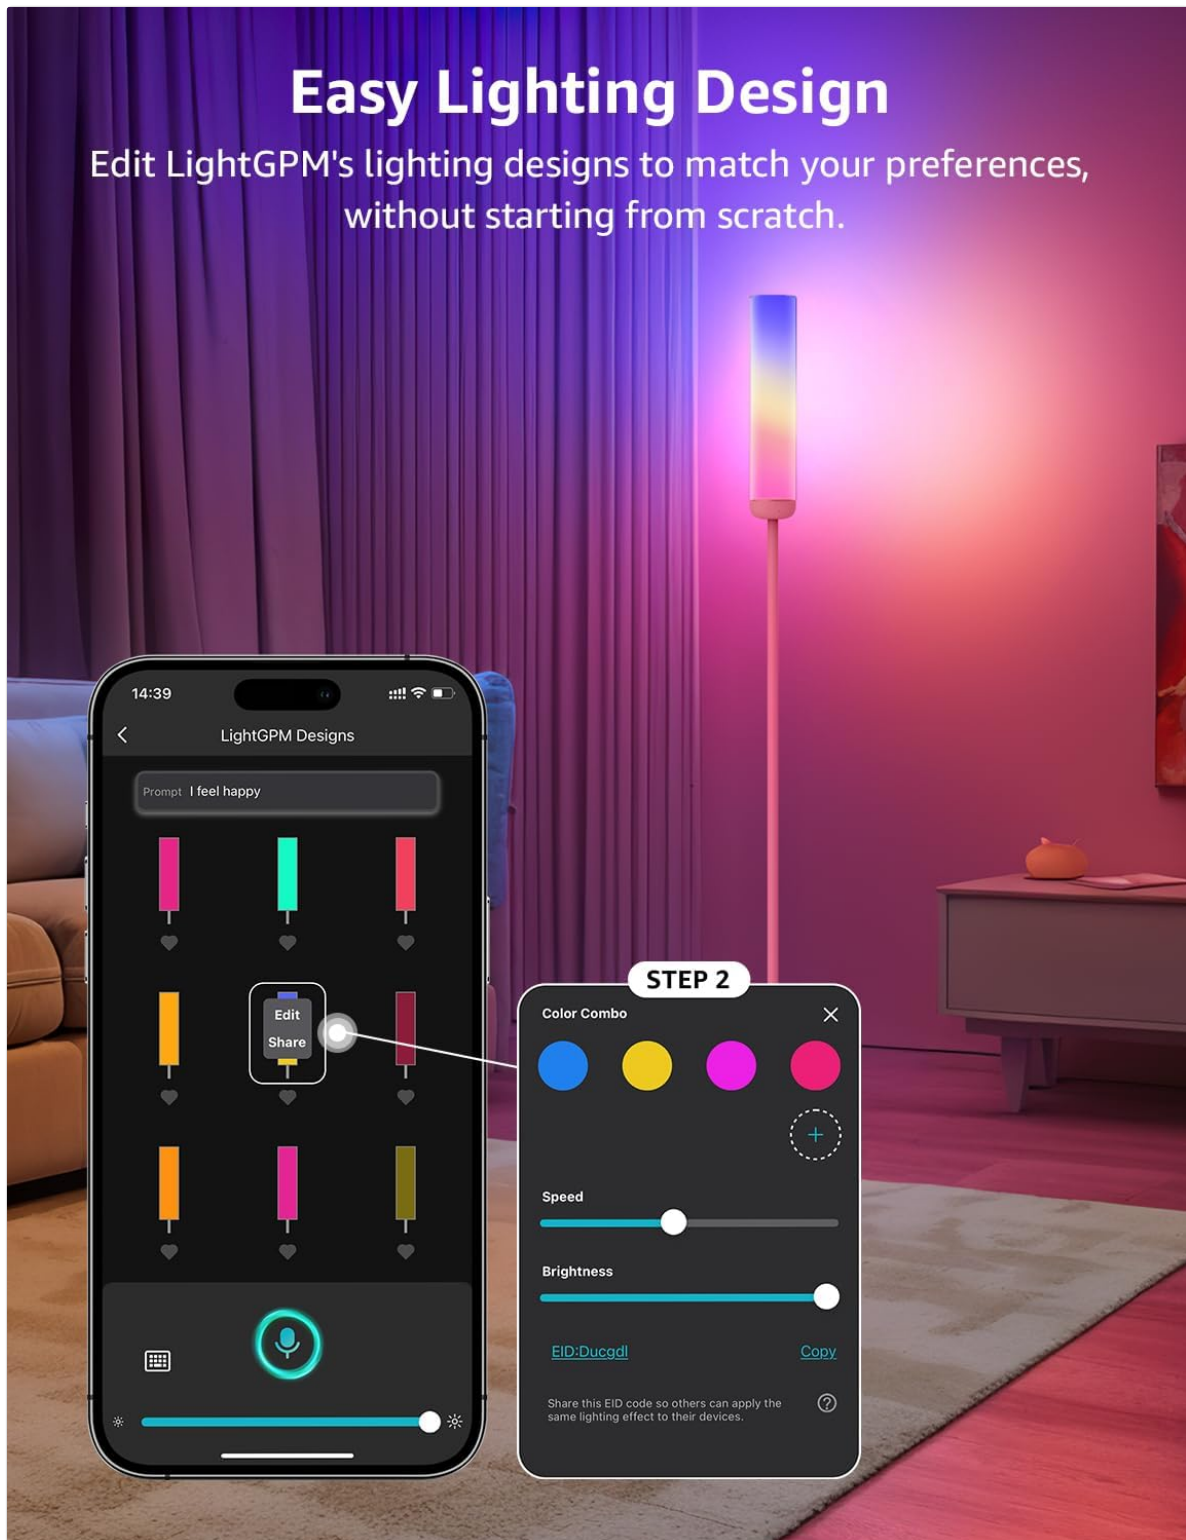 Easy Lighting Design
Edit LightGPM's lighting designs to match your preferences,
without starting from scratch.
14:39
LightGPM Designs
Prompt I feel happy
Edit
Share
STEP 2
Color Combo
Speed
Brightness
EID:Ducgdl
Copy
Share this EID code so others can apply the
same lighting effect to their devices.